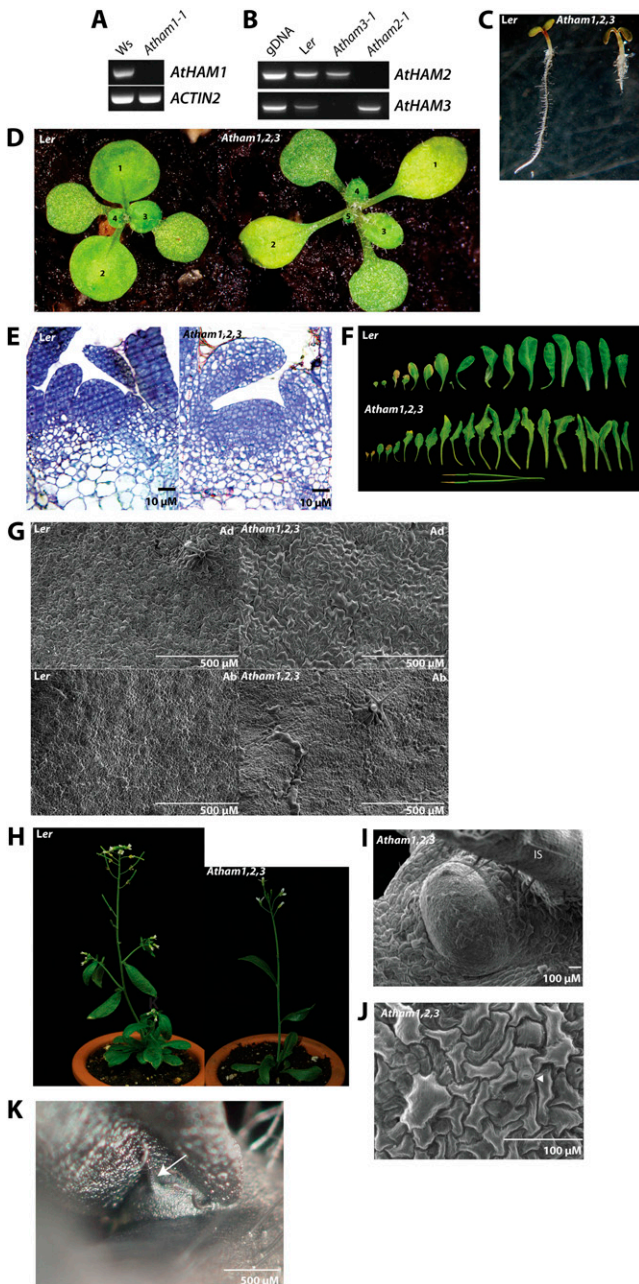 A
Ws
Atham1-1
AtHAM1
ACTIN2
B
gDNA
Ler
Atham3-1
Atham2-1
AtHAM2
AtHAM3
C
Ler
Atham1,2,3
D
Ler
1
4
3
2
Atham1,2,3
1
4
5
3
2
E
Ler
10 µM
Atham1,2,3
10 µM
F
Ler
Atham1,2,3
G
Ler
Ad
500 µM
Atham1,2,3
Ad
500 µM
Ler
Ab
500 µM
Atham1,2,3
Ab
500 µM
H
Ler
Atham1,2,3
I
Atham1,2,3
IS
100 µM
J
Atham1,2,3
100 µM
K
500 µM